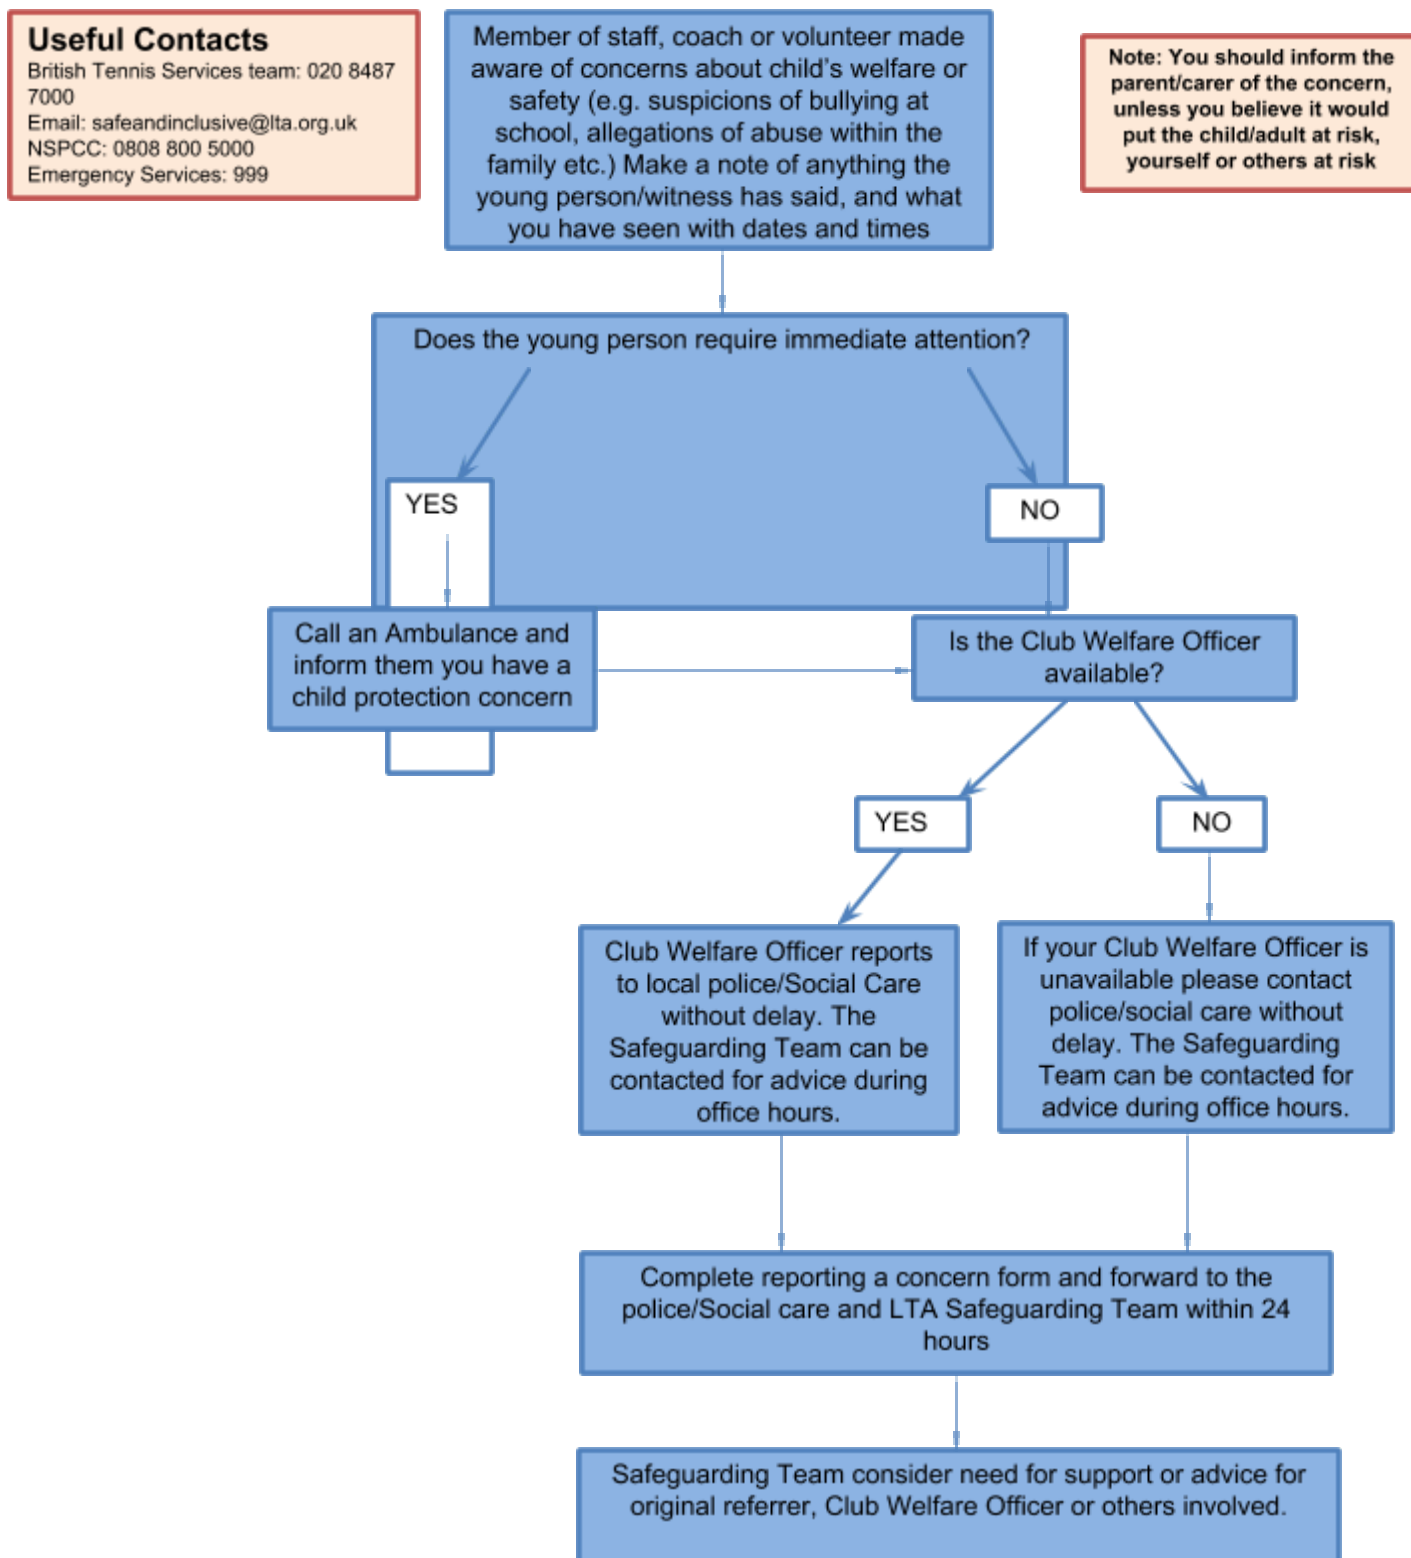 Useful Contacts
British Tennis Services team: 020 8487
7000
Email: safeandinclusive@lta.org.uk
NSPCC: 0808 800 5000
Emergency Services: 999
Member of staff, coach or volunteer made
aware of concerns about child's welfare or
safety (e.g. suspicions of bullying at
school, allegations of abuse within the
family etc.) Make a note of anything the
young person/witness has said, and what
you have seen with dates and times
Note: You should inform the
parent/carer of the concern,
unless you believe it would
put the child/adult at risk,
yourself or others at risk
Does the young person require immediate attention?
YES
NO
Call an Ambulance and
inform them you have a
child protection concern
Is the Club Welfare Officer
available?
YES
NO
Club Welfare Officer reports
to local police/Social Care
without delay. The
Safeguarding Team can be
contacted for advice during
office hours.
If your Club Welfare Officer is
unavailable please contact
police/social care without
delay. The Safeguarding
Team can be contacted for
advice during office hours.
Complete reporting a concern form and forward to the
police/Social care and LTA Safeguarding Team within 24
hours
Safeguarding Team consider need for support or advice for
original referrer, Club Welfare Officer or others involved.